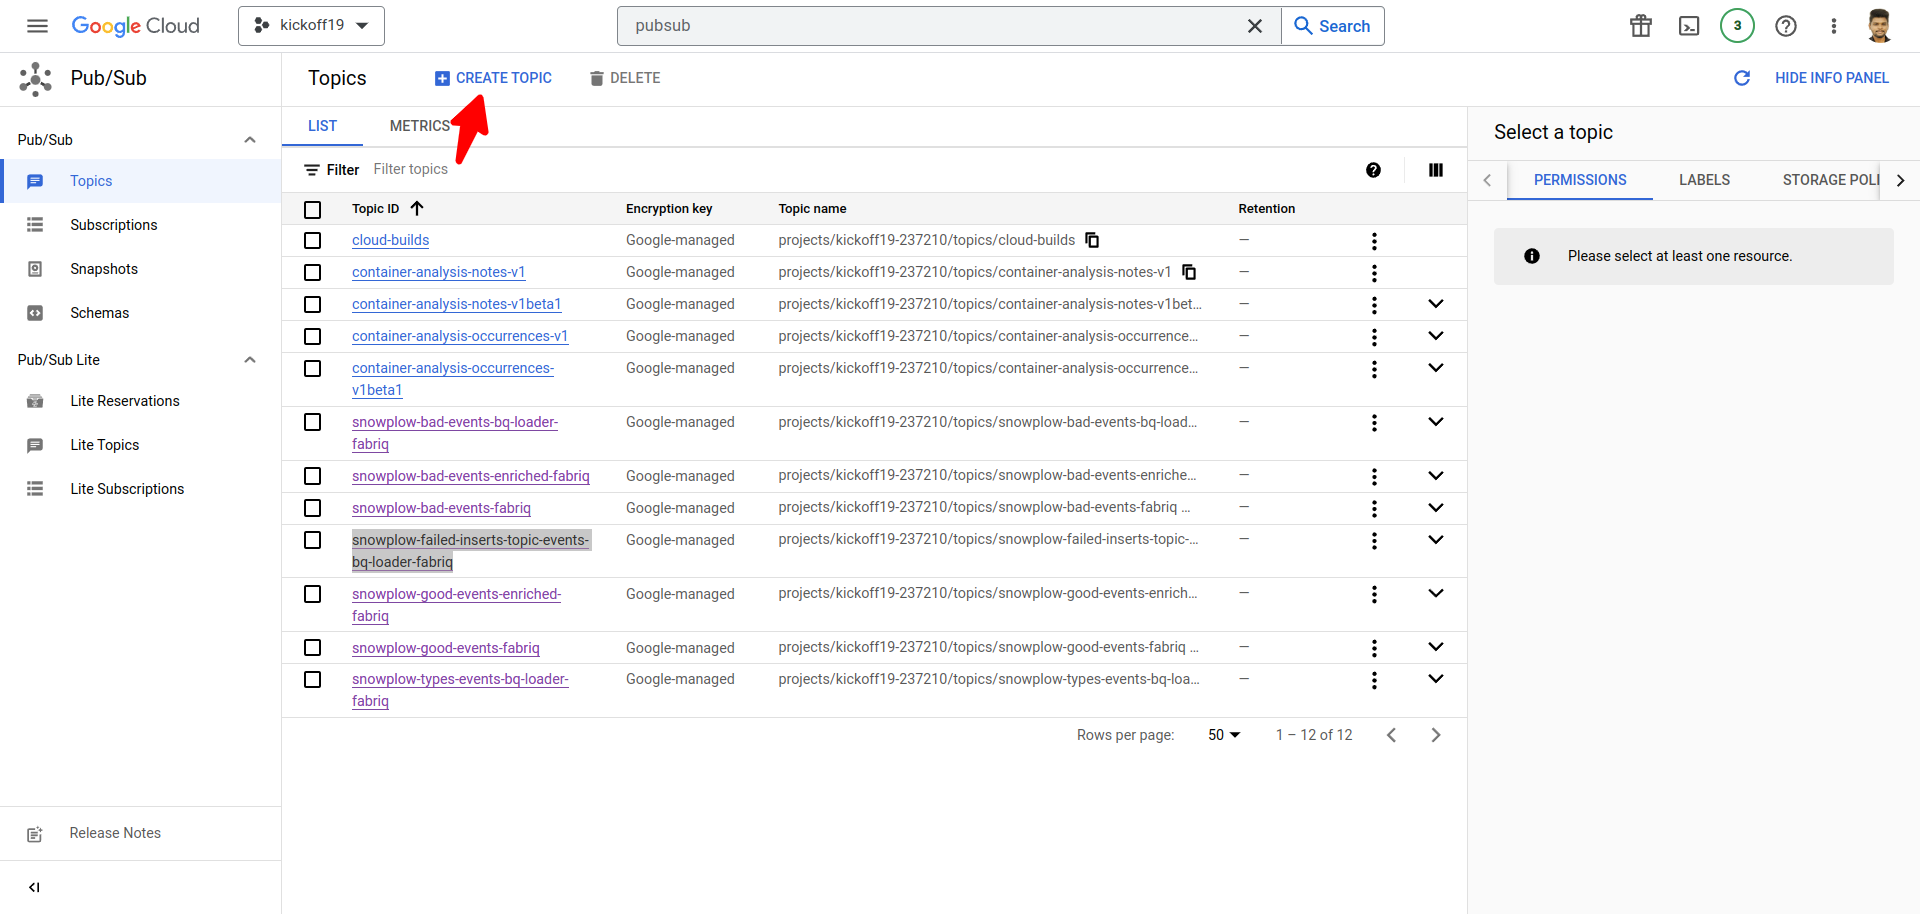 Google Cloud
kickoff19
pubsub
Search
3
Pub/Sub
Topics
CREATE TOPIC
DELETE
HIDE INFO PANEL
Pub/Sub
Topics
Subscriptions
Snapshots
Schemas
Pub/Sub Lite
Lite Reservations
Lite Topics
Lite Subscriptions
Release Notes
LIST
METRICS
Filter
Filter topics
Topic ID
Encryption key
Topic name
Retention
cloud-builds
Google-managed
projects/kickoff19-237210/topics/cloud-builds
—
container-analysis-notes-v1
Google-managed
projects/kickoff19-237210/topics/container-analysis-notes-v1
—
container-analysis-notes-v1beta1
Google-managed
projects/kickoff19-237210/topics/container-analysis-notes-v1bet…
—
container-analysis-occurrences-v1
Google-managed
projects/kickoff19-237210/topics/container-analysis-occurrence…
—
container-analysis-occurrences-
v1beta1
Google-managed
projects/kickoff19-237210/topics/container-analysis-occurrence…
—
snowplow-bad-events-bq-loader-
fabriq
Google-managed
projects/kickoff19-237210/topics/snowplow-bad-events-bq-load…
—
snowplow-bad-events-enriched-fabriq
Google-managed
projects/kickoff19-237210/topics/snowplow-bad-events-enriche…
—
snowplow-bad-events-fabriq
Google-managed
projects/kickoff19-237210/topics/snowplow-bad-events-fabriq …
—
snowplow-failed-inserts-topic-events-
bq-loader-fabriq
Google-managed
projects/kickoff19-237210/topics/snowplow-failed-inserts-topic-…
—
snowplow-good-events-enriched-
fabriq
Google-managed
projects/kickoff19-237210/topics/snowplow-good-events-enrich…
—
snowplow-good-events-fabriq
Google-managed
projects/kickoff19-237210/topics/snowplow-good-events-fabriq …
—
snowplow-types-events-bq-loader-
fabriq
Google-managed
projects/kickoff19-237210/topics/snowplow-types-events-bq-loa…
—
Rows per page:
50
1 – 12 of 12
Select a topic
PERMISSIONS
LABELS
STORAGE POLI
Please select at least one resource.